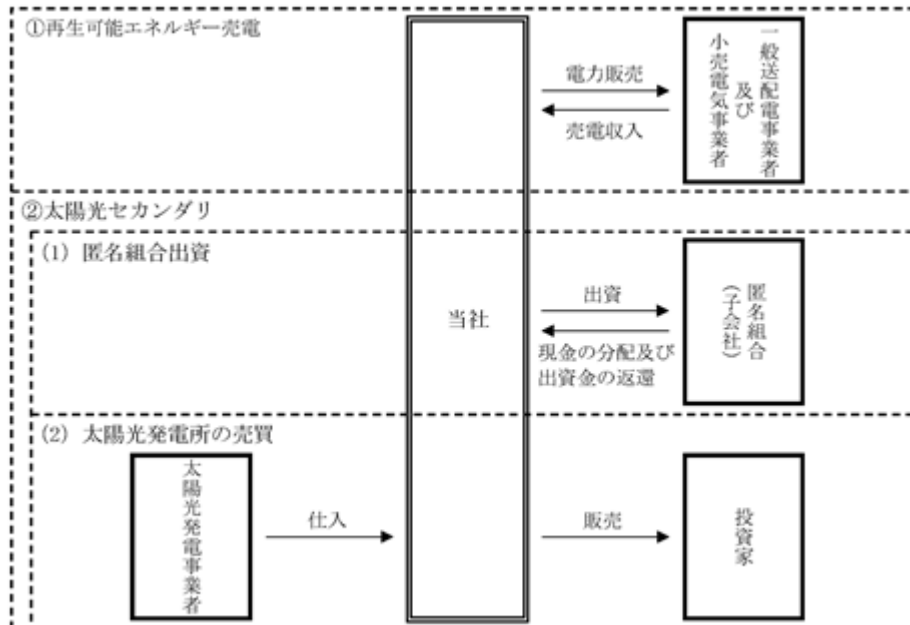 ①再生可能エネルギー売電
電力販売
売電収入
一般送配電事業者
及び
小売電気事業者
②太陽光セカンダリ
(1) 匿名組合出資
当社
出資
現金の分配及び
出資金の返還
匿名組合
(子会社)
(2) 太陽光発電所の売買
太陽光発電事業者
仕入
販売
投資家